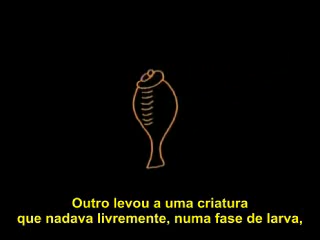 Outro levou a uma criatura
que nadava livremente, numa fase de larva,